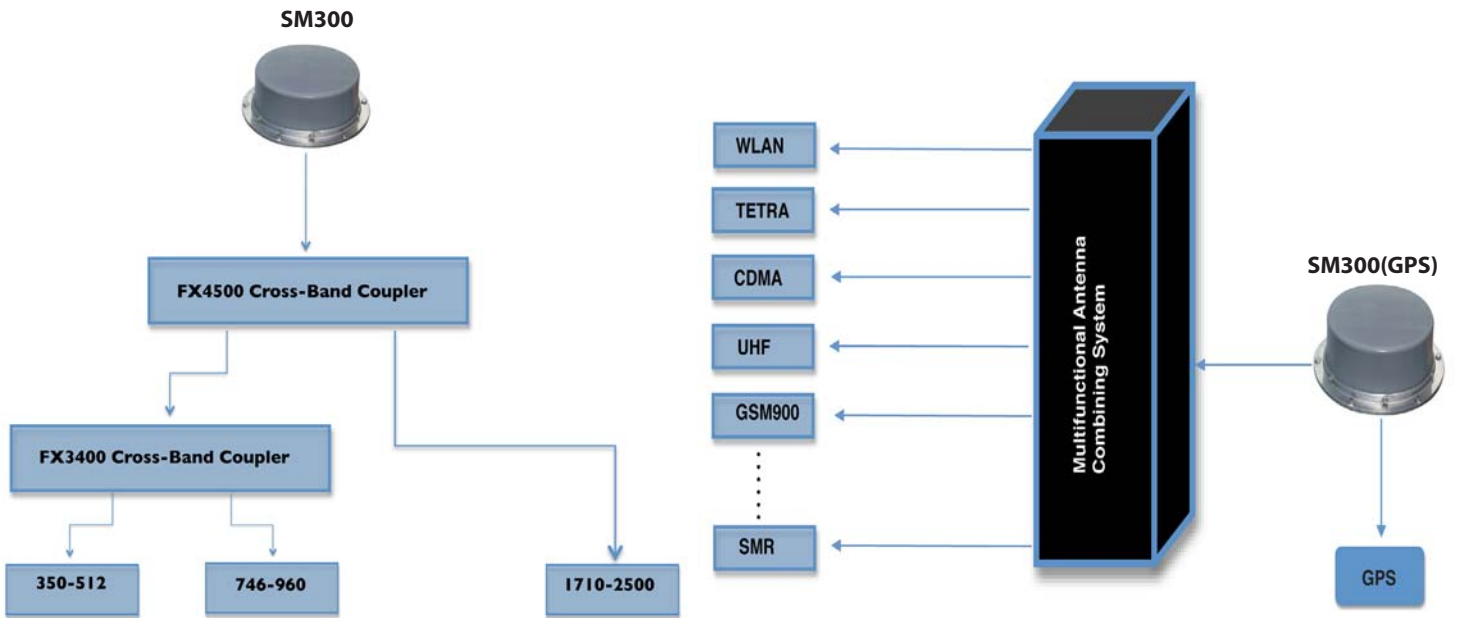 SM300
FX4500 Cross-Band Coupler
FX3400 Cross-Band Coupler
350-512
746-960
1710-2500
WLAN
TETRA
CDMA
UHF
GSM900
SMR
Multifunctional Antenna
Combining System
SM300(GPS)
GPS